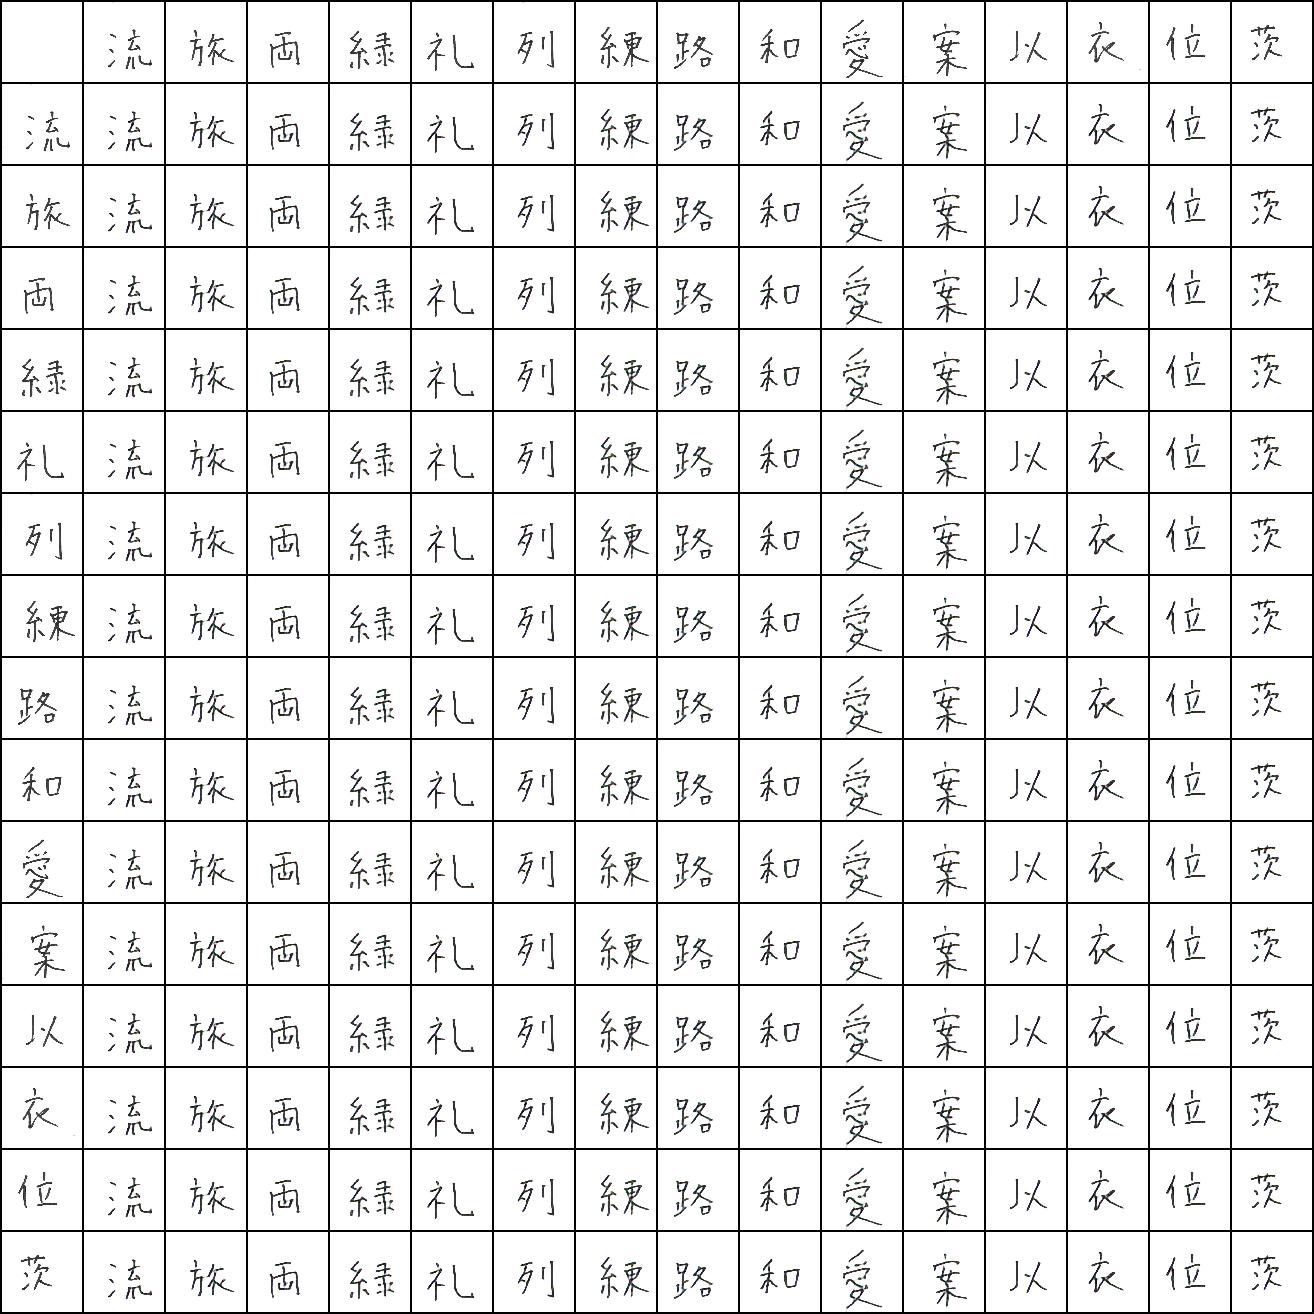 流 旅 両 緑 礼 列 練 路 和 愛 案 以 衣 位 茨
流 流 旅 両 緑 礼 列 練 路 和 愛 案 以 衣 位 茨
旅 流 旅 両 緑 礼 列 練 路 和 愛 案 以 衣 位 茨
両 流 旅 両 緑 礼 列 練 路 和 愛 案 以 衣 位 茨
緑 流 旅 両 緑 礼 列 練 路 和 愛 案 以 衣 位 茨
礼 流 旅 両 緑 礼 列 練 路 和 愛 案 以 衣 位 茨
列 流 旅 両 緑 礼 列 練 路 和 愛 案 以 衣 位 茨
練 流 旅 両 緑 礼 列 練 路 和 愛 案 以 衣 位 茨
路 流 旅 両 緑 礼 列 練 路 和 愛 案 以 衣 位 茨
和 流 旅 両 緑 礼 列 練 路 和 愛 案 以 衣 位 茨
愛 流 旅 両 緑 礼 列 練 路 和 愛 案 以 衣 位 茨
案 流 旅 両 緑 礼 列 練 路 和 愛 案 以 衣 位 茨
以 流 旅 両 緑 礼 列 練 路 和 愛 案 以 衣 位 茨
衣 流 旅 両 緑 礼 列 練 路 和 愛 案 以 衣 位 茨
位 流 旅 両 緑 礼 列 練 路 和 愛 案 以 衣 位 茨
茨 流 旅 両 緑 礼 列 練 路 和 愛 案 以 衣 位 茨